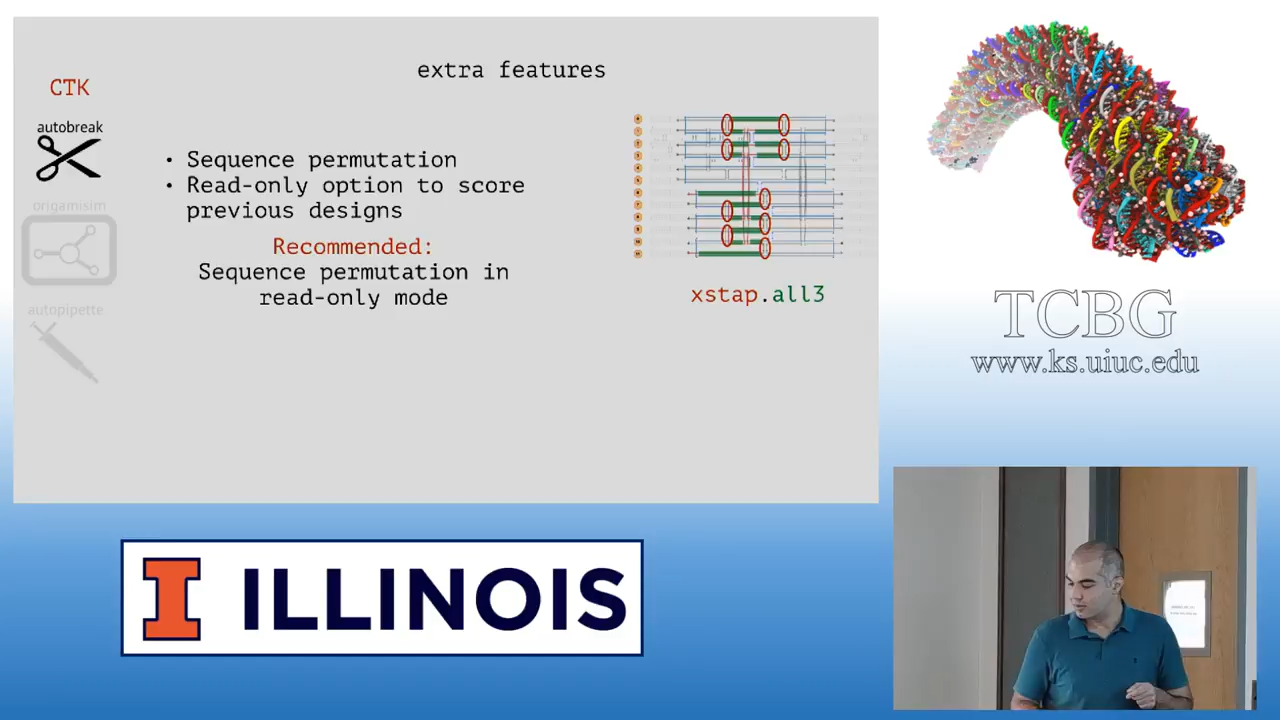 extra features
CTK
autobreak
• Sequence permutation
• Read-only option to score
previous designs
origamisim
Recommended:
Sequence permutation in
read-only mode
xstap.all3
autopipette
TCBG
www.ks.uiuc.edu
I ILLINOIS